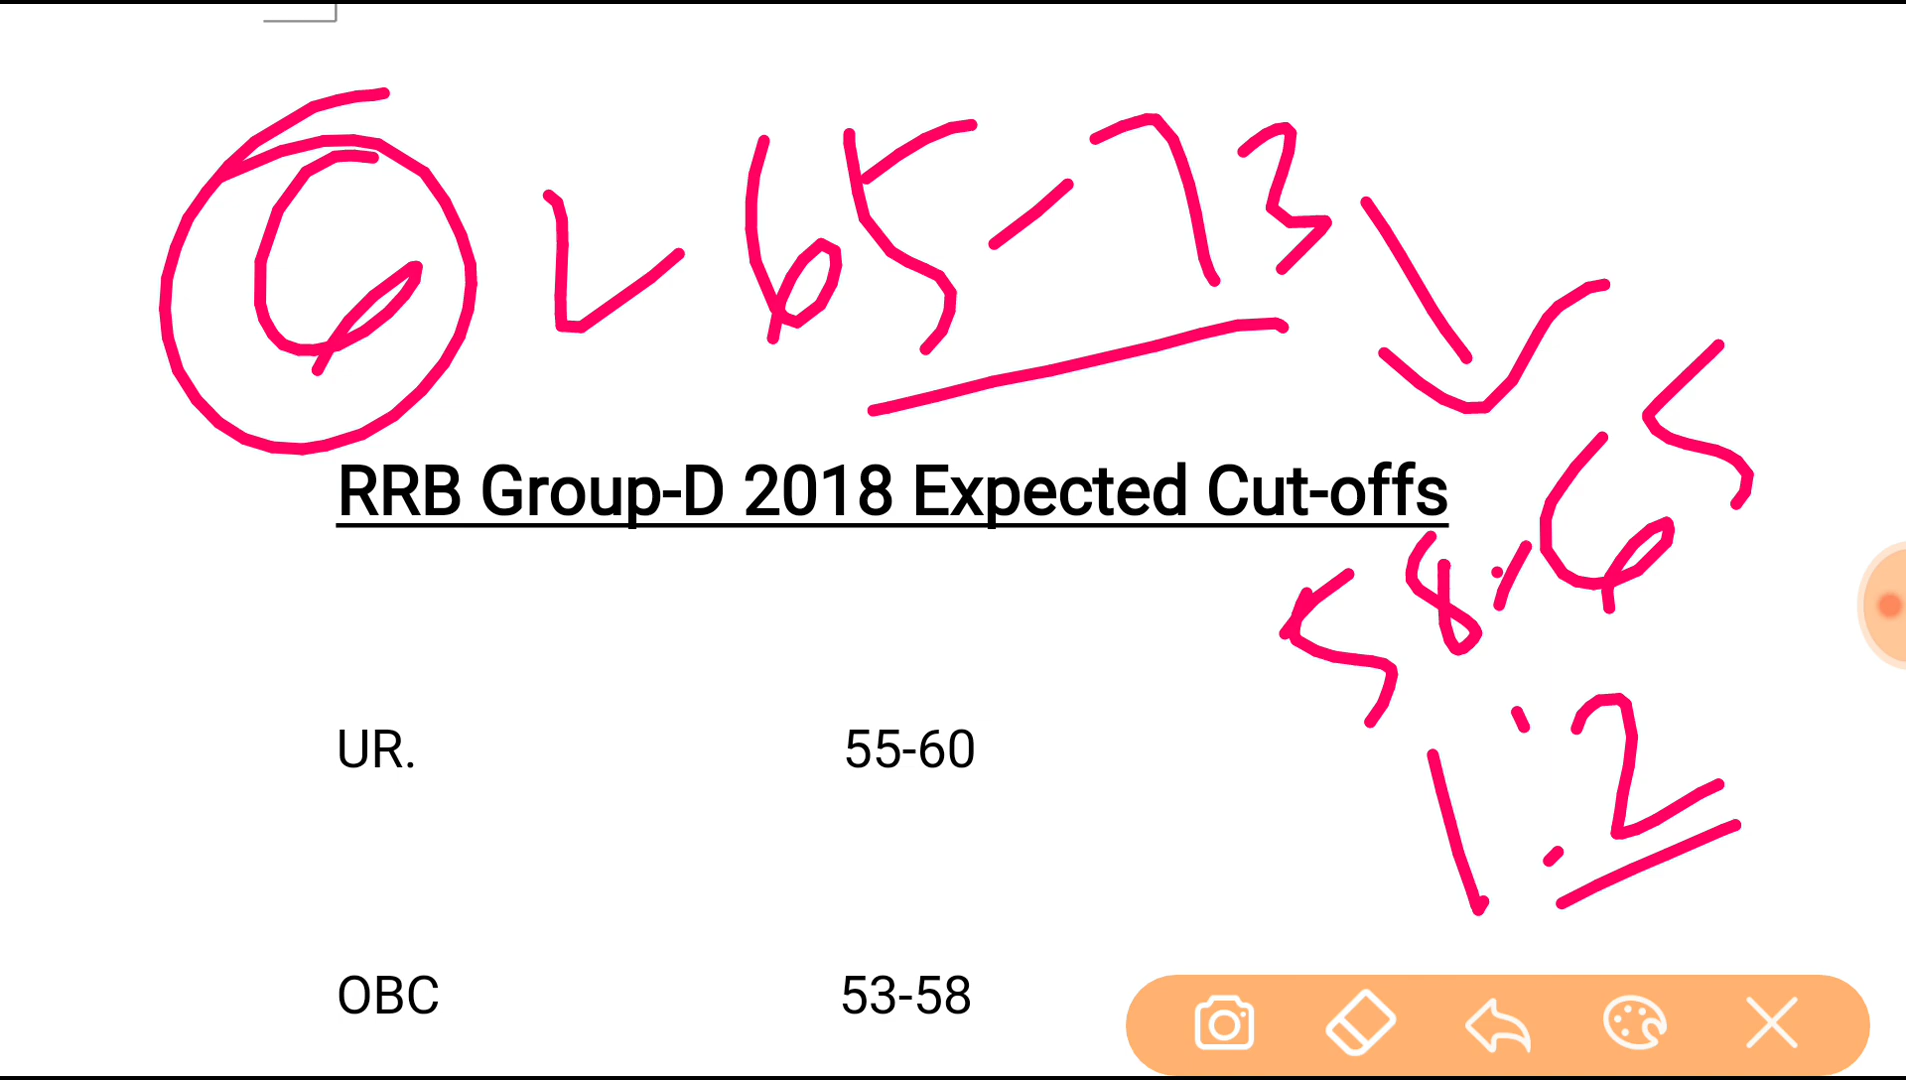 6 L 65-73
RRB Group-D 2018 Expected Cut-offs
58-65
UR. 55-60
1:2
OBC 53-58